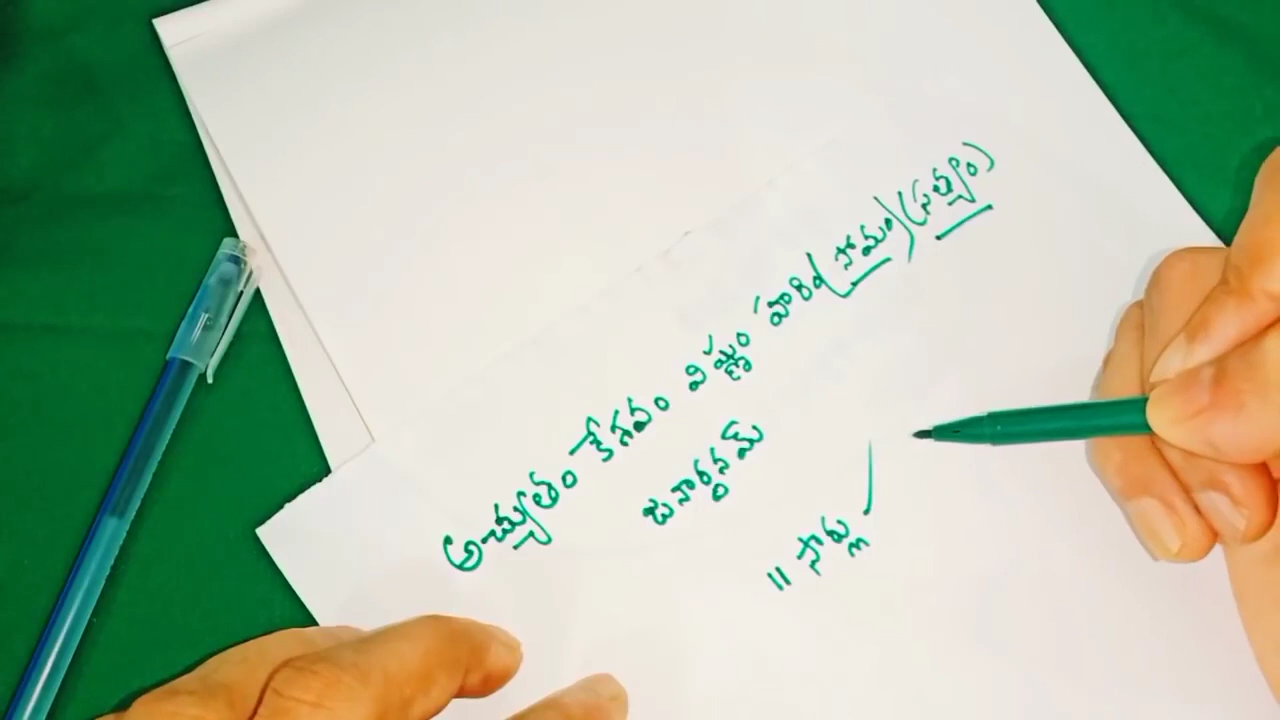 అచ్యుతం కేశవం విష్ణుం హరిం (సోమం) (సత్యం)
జనార్దనమ్
॥